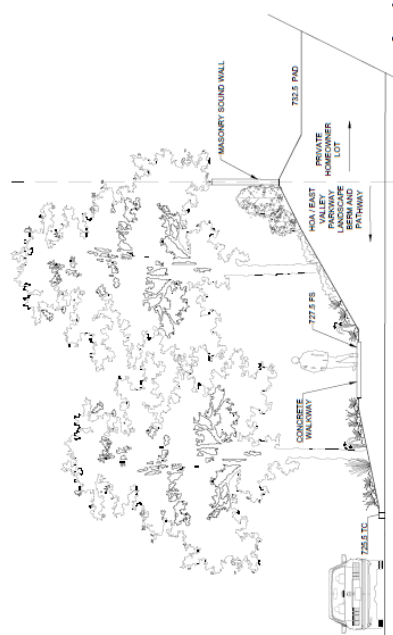 MASONRY SOUND WALL
732.5 PAD
PRIVATE
HOMEOWNER
LOT
HOA / EAST
VALLEY
PARKWAY
LANDSCAPE
BERM AND
PATHWAY
727.5 FS
CONCRETE
WALKWAY
725.5 TC